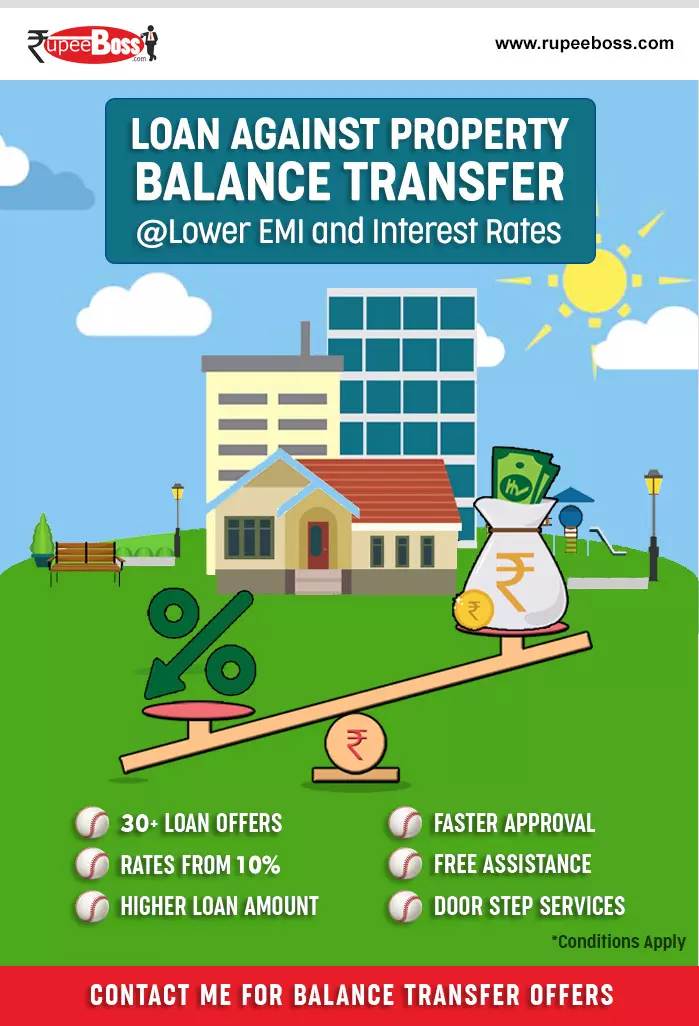 ₹upeeBoss
.com
www.rupeeboss.com
LOAN AGAINST PROPERTY
BALANCE TRANSFER
@Lower EMI and Interest Rates
₹
₹
₹
30+ LOAN OFFERS
RATES FROM 10%
HIGHER LOAN AMOUNT
FASTER APPROVAL
FREE ASSISTANCE
DOOR STEP SERVICES
*Conditions Apply
CONTACT ME FOR BALANCE TRANSFER OFFERS